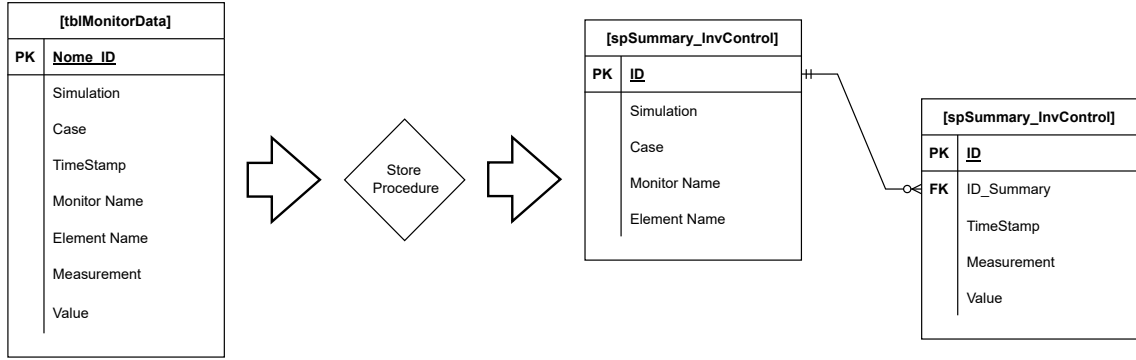 [tblMonitorData]
PK Nome_ID
Simulation
Case
TimeStamp
Monitor Name
Element Name
Measurement
Value
Store
Procedure
[spSummary_InvControl]
PK ID
Simulation
Case
Monitor Name
Element Name
[spSummary_InvControl]
PK ID
FK ID_Summary
TimeStamp
Measurement
Value